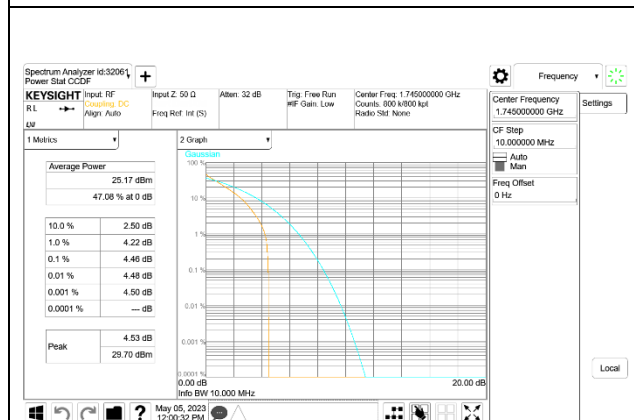 Spectrum Analyzer id:32061
Power Stat CCDF
+
Frequency
KEYSIGHT
Input: RF
Input Z: 50 Ω
Atten: 32 dB
Trig: Free Run
Center Freq: 1.745000000 GHz
R L
Coupling: DC
#IF Gain: Low
Counts: 800 k/800 kpt
Align: Auto
Freq Ref: Int (S)
Radio Std: None
Center Frequency
1.745000000 GHz
Settings
CF Step
10.000000 MHz
Auto
Man
Freq Offset
0 Hz
1 Metrics
2 Graph
Average Power
25.17 dBm
47.08 % at 0 dB
10.0 % 2.50 dB
1.0 % 4.22 dB
0.1 % 4.46 dB
0.01 % 4.48 dB
0.001 % 4.50 dB
0.0001 % --- dB
Peak
4.53 dB
29.70 dBm
Gaussian
100 %
10 %
1 %
0.1 %
0.01 %
0.001 %
0.0001 %
0.00 dB
20.00 dB
Info BW 10.000 MHz
Local
?
May 05, 2023
12:00:32 PM